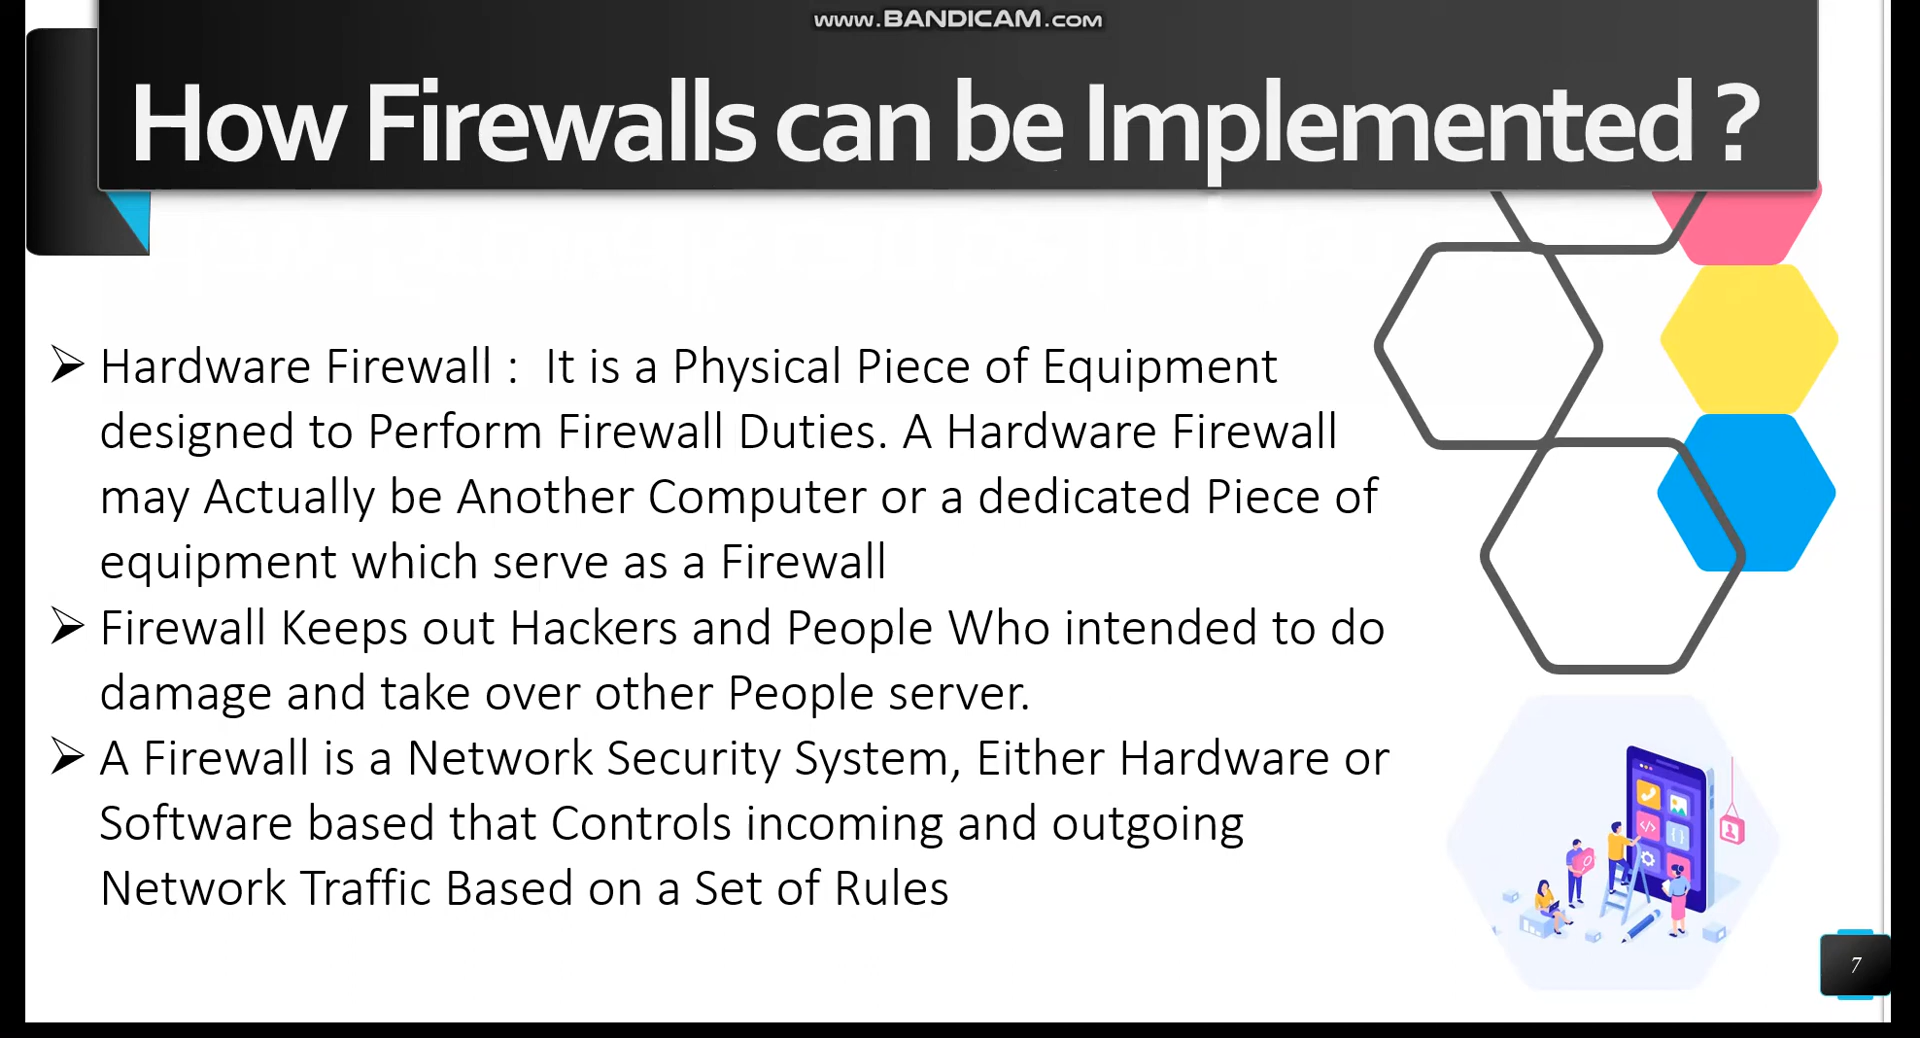 www.BANDICAM.com
How Firewalls can be Implemented ?
➢ Hardware Firewall :  It is a Physical Piece of Equipment
designed to Perform Firewall Duties. A Hardware Firewall
may Actually be Another Computer or a dedicated Piece of
equipment which serve as a Firewall
➢ Firewall Keeps out Hackers and People Who intended to do
damage and take over other People server.
➢ A Firewall is a Network Security System, Either Hardware or
Software based that Controls incoming and outgoing
Network Traffic Based on a Set of Rules
7